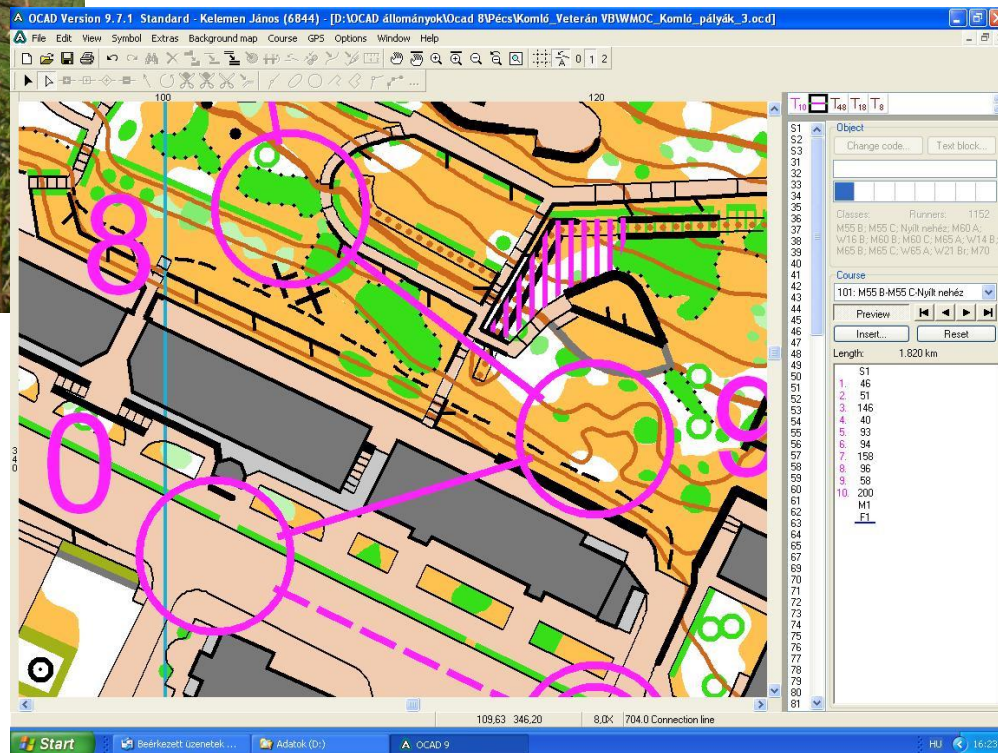 OCAD Version 9.7.1 Standard - Kelemen János (6844) - [D:\OCAD állományok\Ocad 8\Pécs\Komló_Veterán VB\WMOC_Komló_pályák_3.ocd]
File Edit View Symbol Extras Background map Course GPS Options Window Help
0 1 2
100 120
340
8
9
0
T10 T48 T18 T8
S1
S2
S3
31
32
33
34
35
36
37
38
39
40
41
42
43
44
45
46
47
48
49
50
51
52
53
54
55
56
57
58
59
60
61
62
63
64
65
67
68
69
70
71
72
73
74
75
76
77
78
79
80
81
Object
Change code... Text block...
Classes: Runners: 1152
M55 B; M55 C; Nyílt nehéz; M60 A;
W16 B; M60 B; M60 C; M65 A; W14 B;
M65 B; M65 C; W65 A; W21 Br; M70
Course
101: M55 B-M55 C-Nyílt nehéz
Preview
Insert... Reset
Length: 1.820 km
S1
1. 46
2. 51
3. 146
4. 40
5. 93
6. 94
7. 158
8. 96
9. 58
10. 200
M1
F1
109,63 346,20 8,0X 704.0 Connection line
Start Beérkezett üzenetek ... Adatok (D:) OCAD 9 HU 16:23